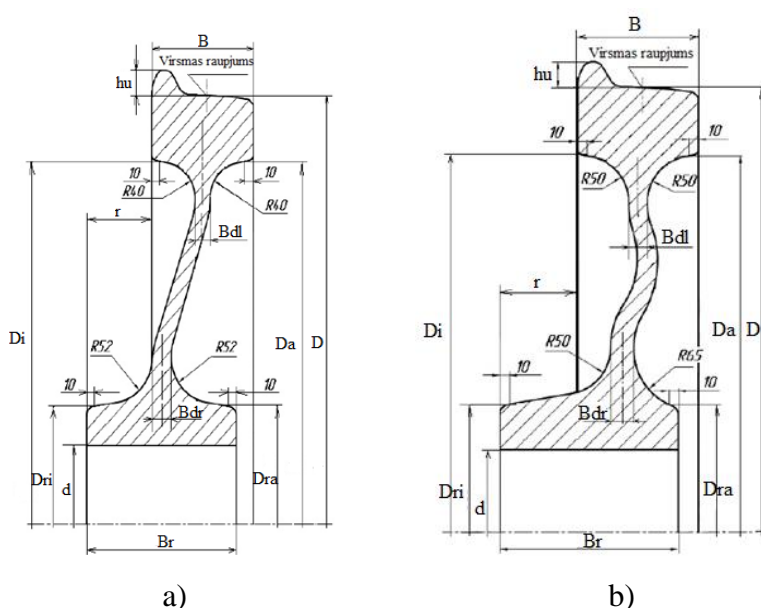 B
Virsmas raupjums
hu
10
10
R40
R40
r
Bdl
Di
Da
D
R52
R52
10
10
Bdr
Dri
d
Dra
Br
a)
B
Virsmas raupjums
hu
10
10
R50
R50
Bdl
r
Di
Da
D
R50
R65
10
10
Bdr
Dri
d
Dra
Br
b)